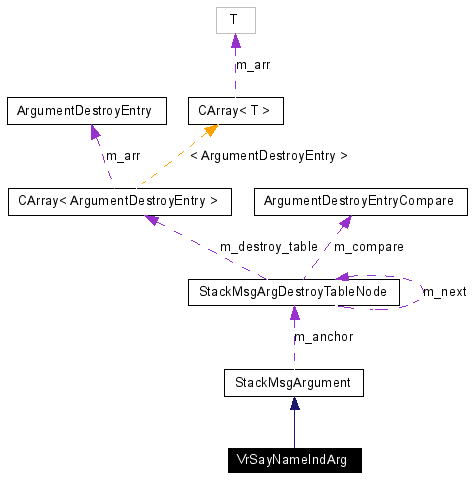 T
m_arr
ArgumentDestroyEntry
CArray< T >
m_arr
< ArgumentDestroyEntry >
CArray< ArgumentDestroyEntry >
ArgumentDestroyEntryCompare
m_destroy_table
m_compare
StackMsgArgDestroyTableNode
m_next
m_anchor
StackMsgArgument
VrSayNameIndArg